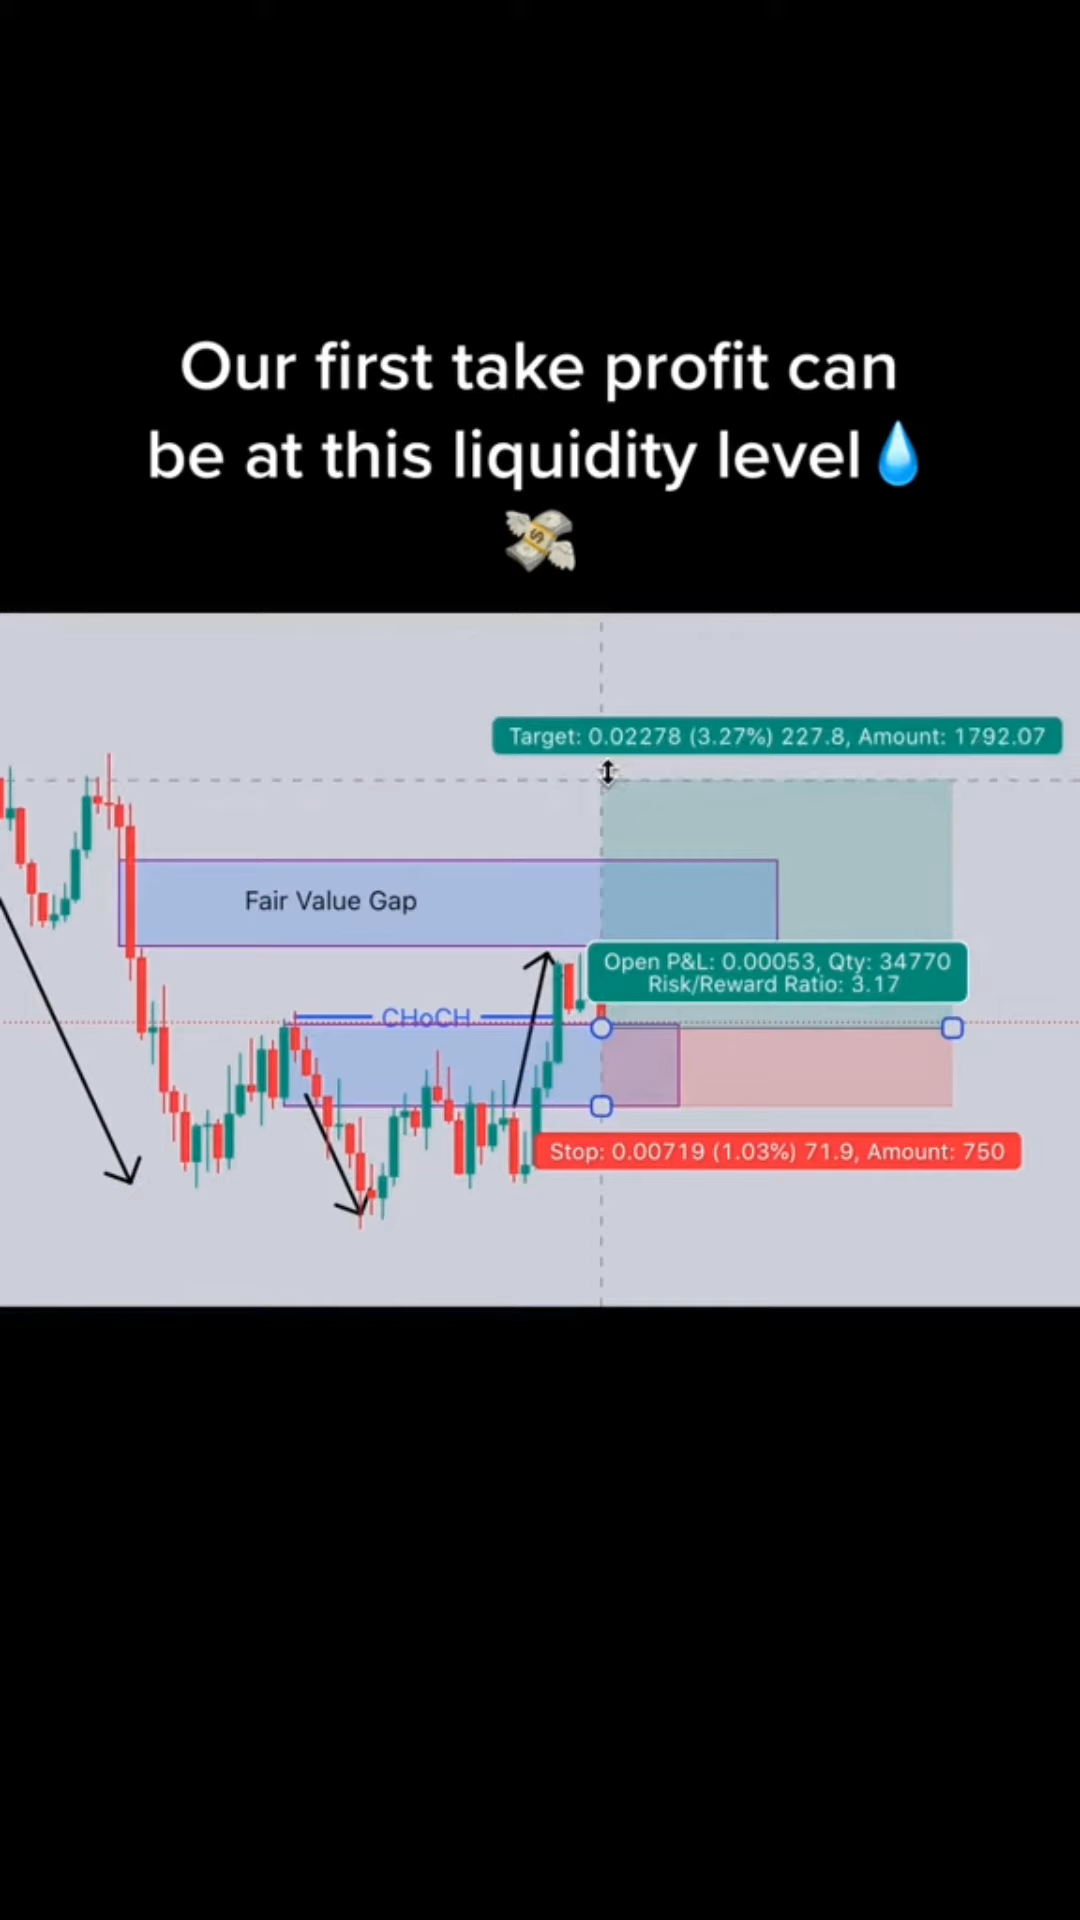 Our first take profit can
be at this liquidity level💧
💸
Target: 0.02278 (3.27%) 227.8, Amount: 1792.07
Fair Value Gap
Open P&L: 0.00053, Qty: 34770
Risk/Reward Ratio: 3.17
CHoCH
Stop: 0.00719 (1.03%) 71.9, Amount: 750